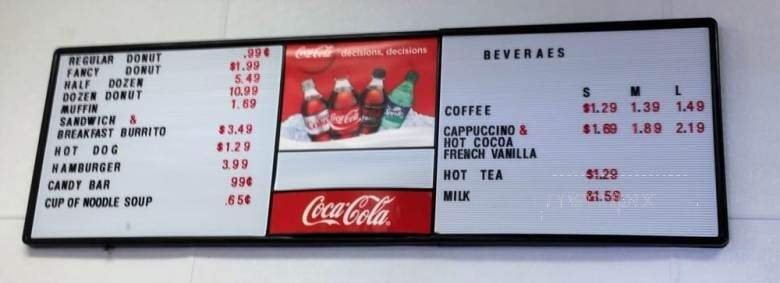 REGULAR DONUT .99¢
FANCY DONUT $1.99
HALF DOZEN 5.49
DOZEN DONUT 10.99
MUFFIN 1.69
SANDWICH &
BREAKFAST BURRITO $3.49
HOT DOG $1.29
HAMBURGER 3.99
CANDY BAR 99¢
CUP OF NOODLE SOUP .65¢
Coca-Cola decisions, decisions
Coca-Cola
BEVERAES
S M L
COFFEE $1.29 1.39 1.49
CAPPUCCINO & $1.69 1.89 2.19
HOT COCOA
FRENCH VANILLA
HOT TEA $1.29
MILK &1.59